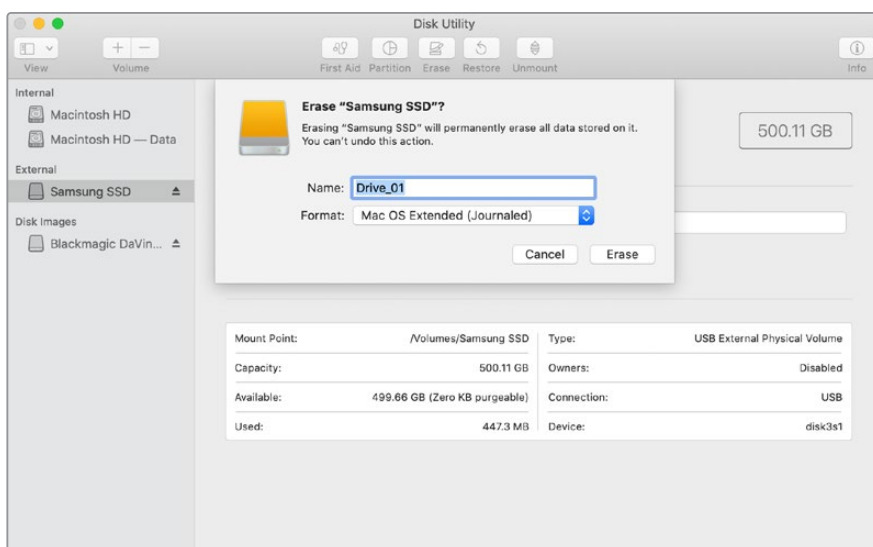 Disk Utility
View
Volume
First Aid Partition Erase Restore Unmount
Info
Internal
Macintosh HD
Macintosh HD — Data
External
Samsung SSD
Disk Images
Blackmagic DaVin...
Erase “Samsung SSD”?
Erasing “Samsung SSD” will permanently erase all data stored on it.
You can’t undo this action.
Name: Drive_01
Format: Mac OS Extended (Journaled)
Cancel Erase
500.11 GB
Mount Point: /Volumes/Samsung SSD
Capacity: 500.11 GB
Available: 499.66 GB (Zero KB purgeable)
Used: 447.3 MB
Type: USB External Physical Volume
Owners: Disabled
Connection: USB
Device: disk3s1